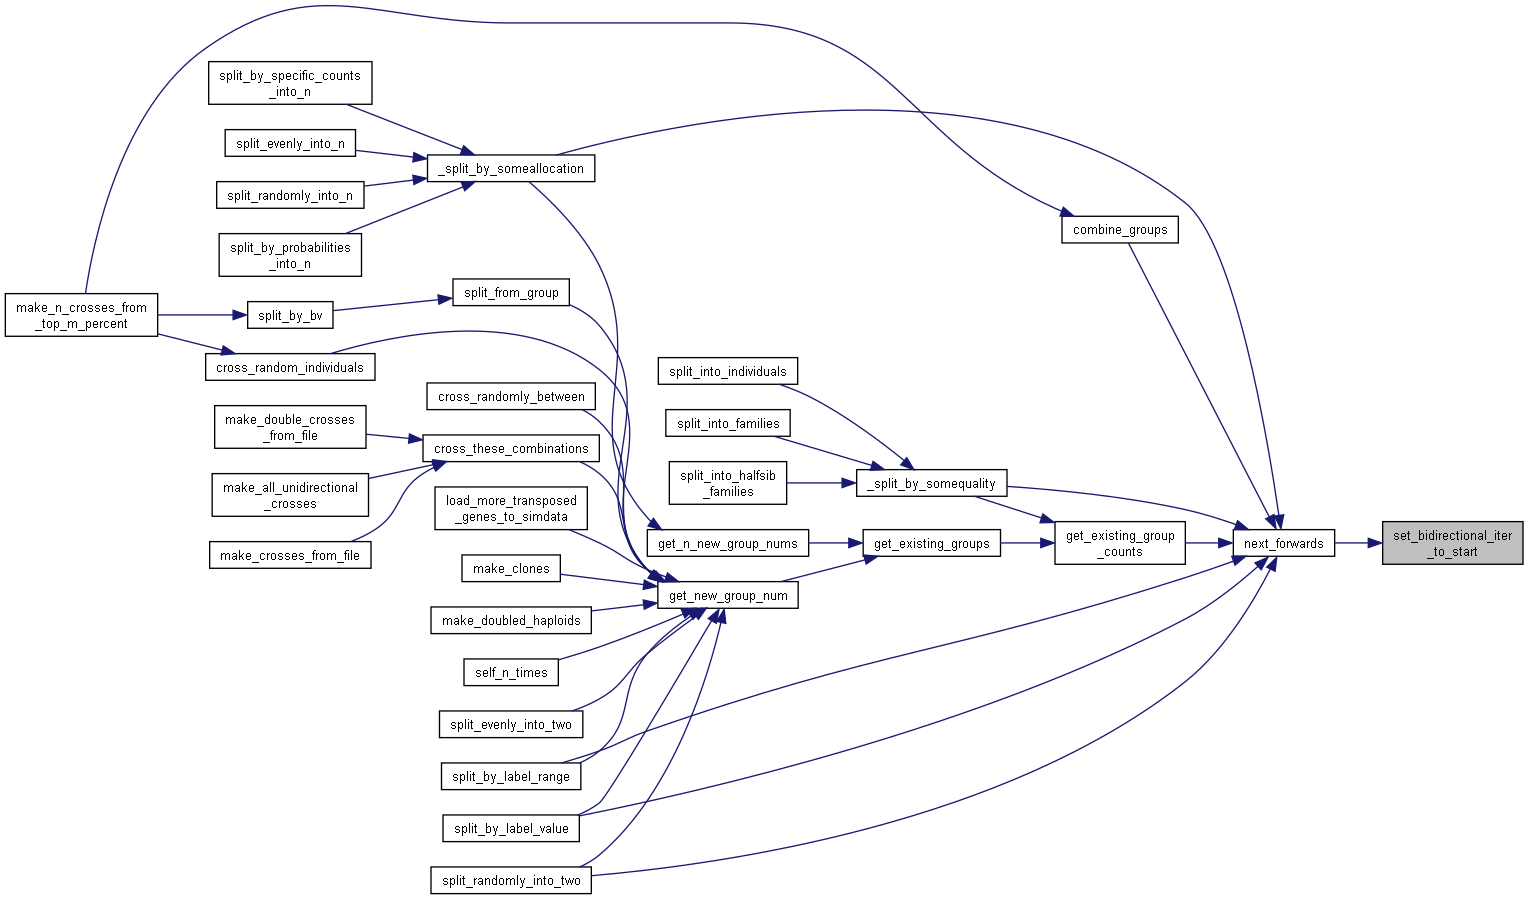 split_by_specific_counts
_into_n
split_evenly_into_n
_split_by_someallocation
split_randomly_into_n
combine_groups
split_by_probabilities
_into_n
split_from_group
make_n_crosses_from
_top_m_percent
split_by_bv
cross_random_individuals
split_into_individuals
cross_randomly_between
make_double_crosses
_from_file
split_into_families
cross_these_combinations
split_into_halfsib
_families
_split_by_somequality
make_all_unidirectional
_crosses
load_more_transposed
_genes_to_simdata
make_crosses_from_file
get_n_new_group_nums
get_existing_groups
get_existing_group
_counts
next_forwards
set_bidirectional_iter
_to_start
make_clones
get_new_group_num
make_doubled_haploids
self_n_times
split_evenly_into_two
split_by_label_range
split_by_label_value
split_randomly_into_two